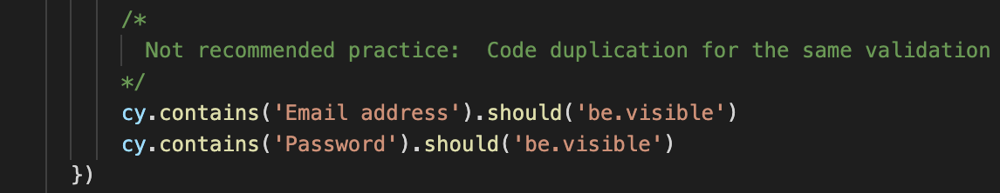 /*
Not recommended practice:  Code duplication for the same validation
*/
cy.contains('Email address').should('be.visible')
cy.contains('Password').should('be.visible')
})